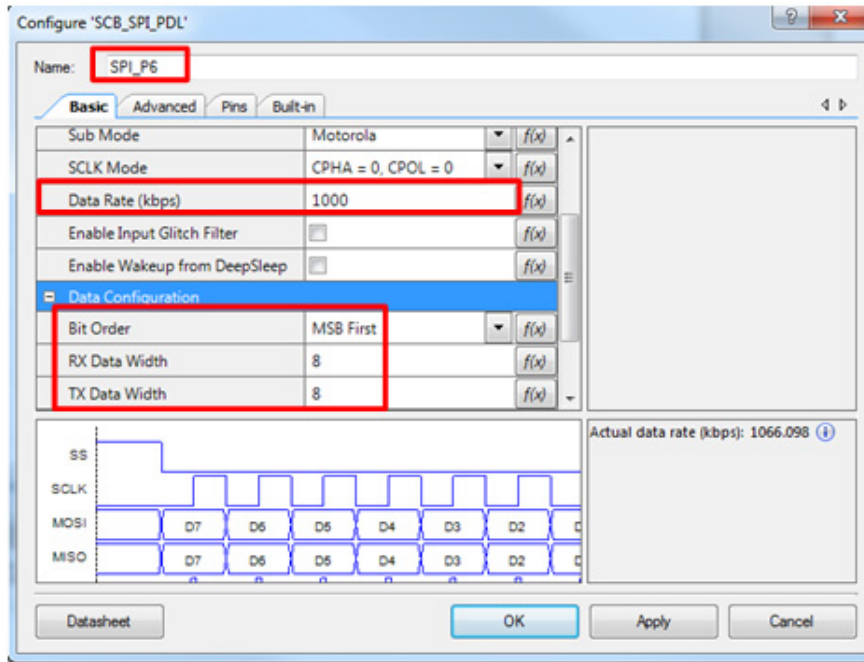 Configure 'SCB_SPI_PDL'
Name: SPI_P6
Basic Advanced Pins Built-in
Sub Mode Motorola f(x)
SCLK Mode CPHA = 0, CPOL = 0 f(x)
Data Rate (kbps) 1000 f(x)
Enable Input Glitch Filter f(x)
Enable Wakeup from DeepSleep f(x)
Data Configuration
Bit Order MSB First f(x)
RX Data Width 8 f(x)
TX Data Width 8 f(x)
Actual data rate (kbps): 1066.098
SS
SCLK
MOSI D7 D6 D5 D4 D3 D2
MISO D7 D6 D5 D4 D3 D2
Datasheet OK Apply Cancel